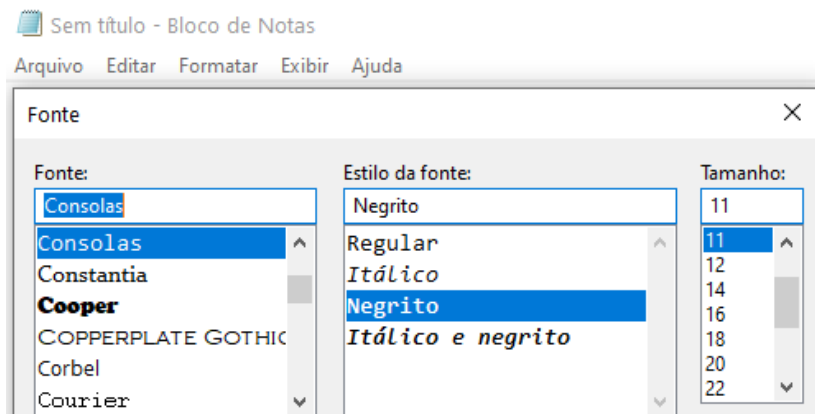 Sem título - Bloco de Notas
Arquivo Editar Formatar Exibir Ajuda
Fonte
Fonte:
Consolas
Consolas
Constantia
Cooper
COPPERPLATE GOTHIC
Corbel
Courier
Estilo da fonte:
Negrito
Regular
Itálico
Negrito
Itálico e negrito
Tamanho:
11
11
12
14
16
18
20
22